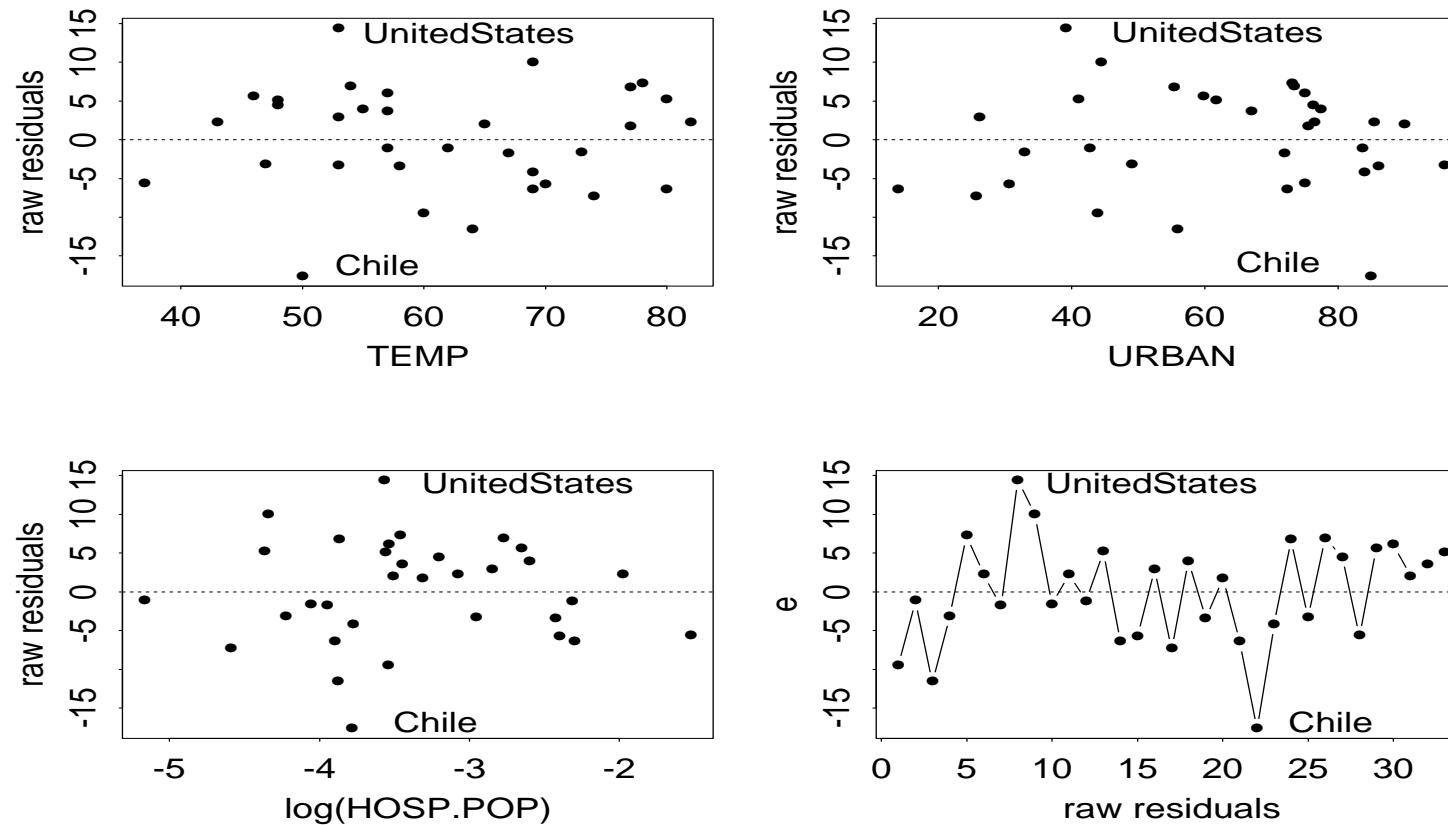 UnitedStates
Chile
raw residuals
-15 -5 0 5 10 15
40 50 60 70 80
TEMP
UnitedStates
Chile
raw residuals
-15 -5 0 5 10 15
20 40 60 80
URBAN
UnitedStates
Chile
raw residuals
-15 -5 0 5 10 15
-5 -4 -3 -2
log(HOSP.POP)
UnitedStates
Chile
e
-15 -5 0 5 10 15
0 5 10 15 20 25 30
raw residuals